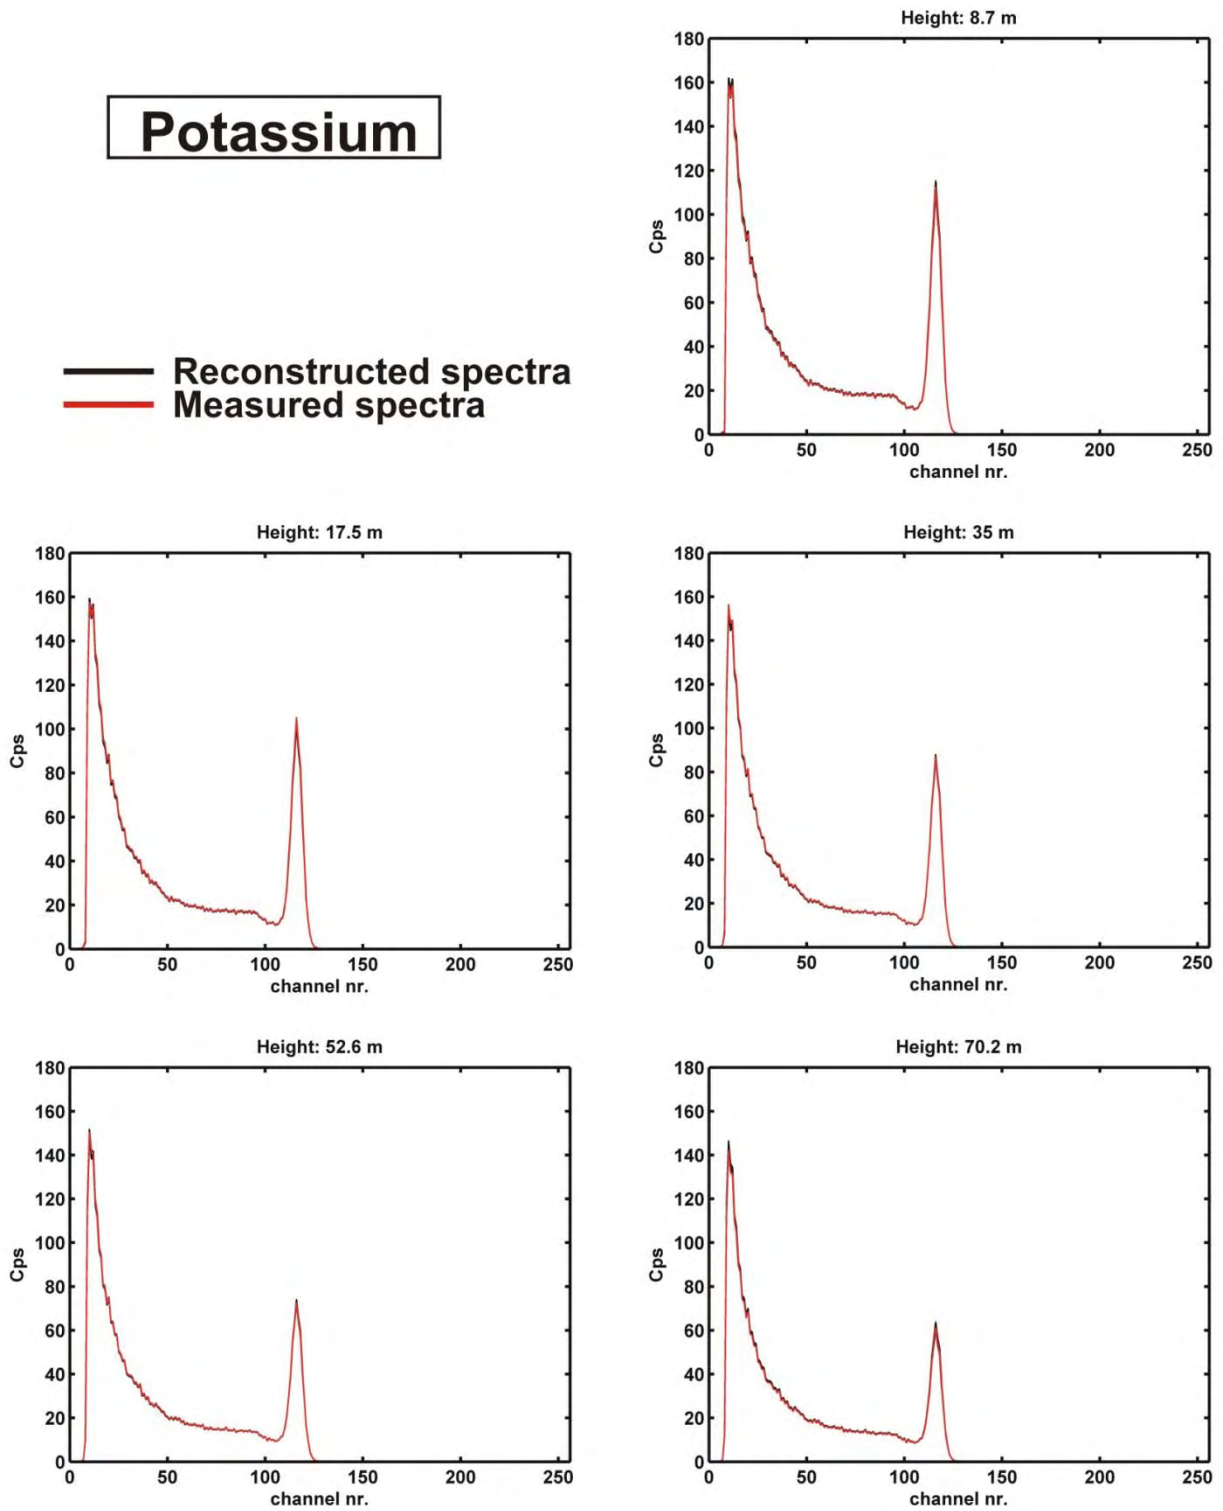 Potassium
Reconstructed spectra
Measured spectra
Height: 8.7 m
180
160
140
120
100
80
60
40
20
0
Cps
0 50 100 150 200 250
channel nr.
Height: 17.5 m
180
160
140
120
100
80
60
40
20
0
Cps
0 50 100 150 200 250
channel nr.
Height: 35 m
180
160
140
120
100
80
60
40
20
0
Cps
0 50 100 150 200 250
channel nr.
Height: 52.6 m
180
160
140
120
100
80
60
40
20
0
Cps
0 50 100 150 200 250
channel nr.
Height: 70.2 m
180
160
140
120
100
80
60
40
20
0
Cps
0 50 100 150 200 250
channel nr.